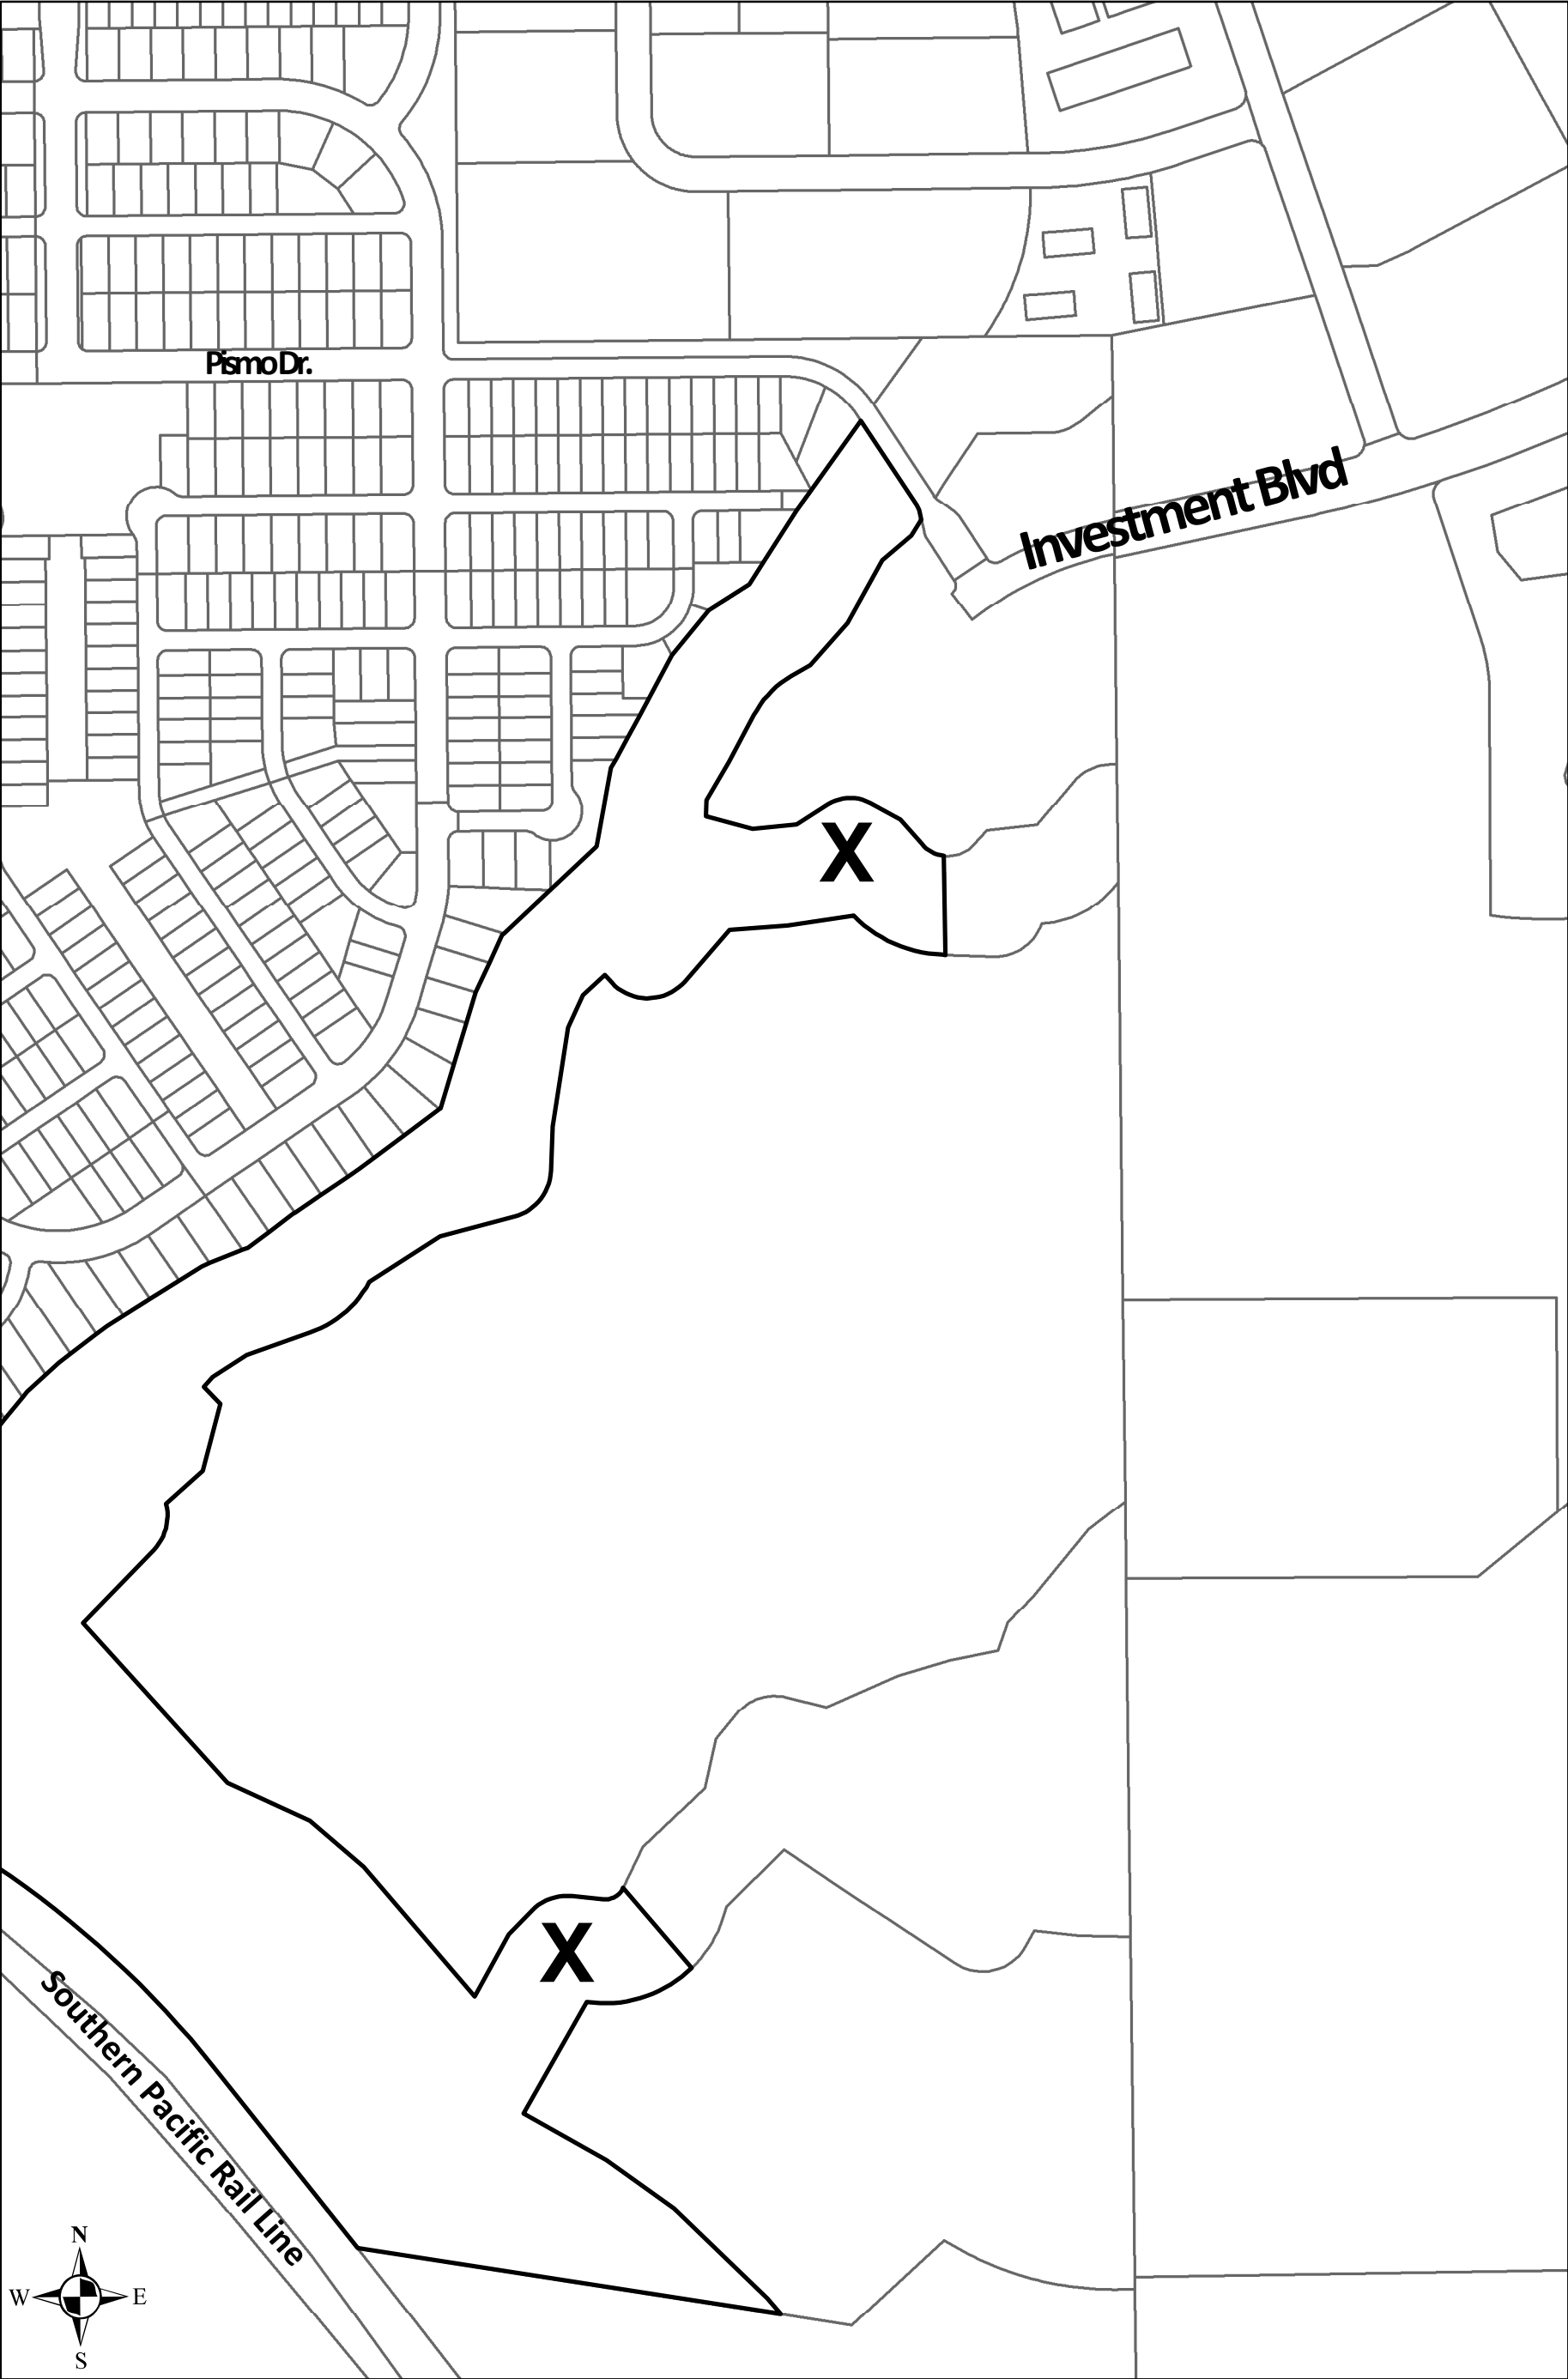 Pismo Dr.
Investment Blvd
X
X
Southern Pacific Rail Line
N
W E
S